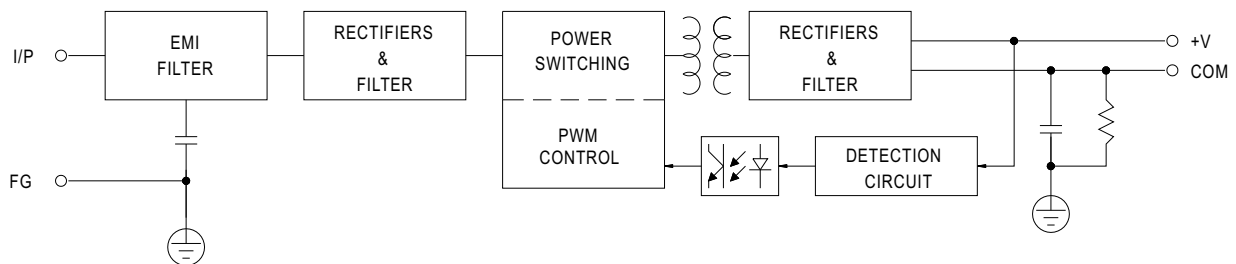 I/P
EMI
FILTER
RECTIFIERS
&
FILTER
POWER
SWITCHING
PWM
CONTROL
RECTIFIERS
&
FILTER
+V
COM
DETECTION
CIRCUIT
FG